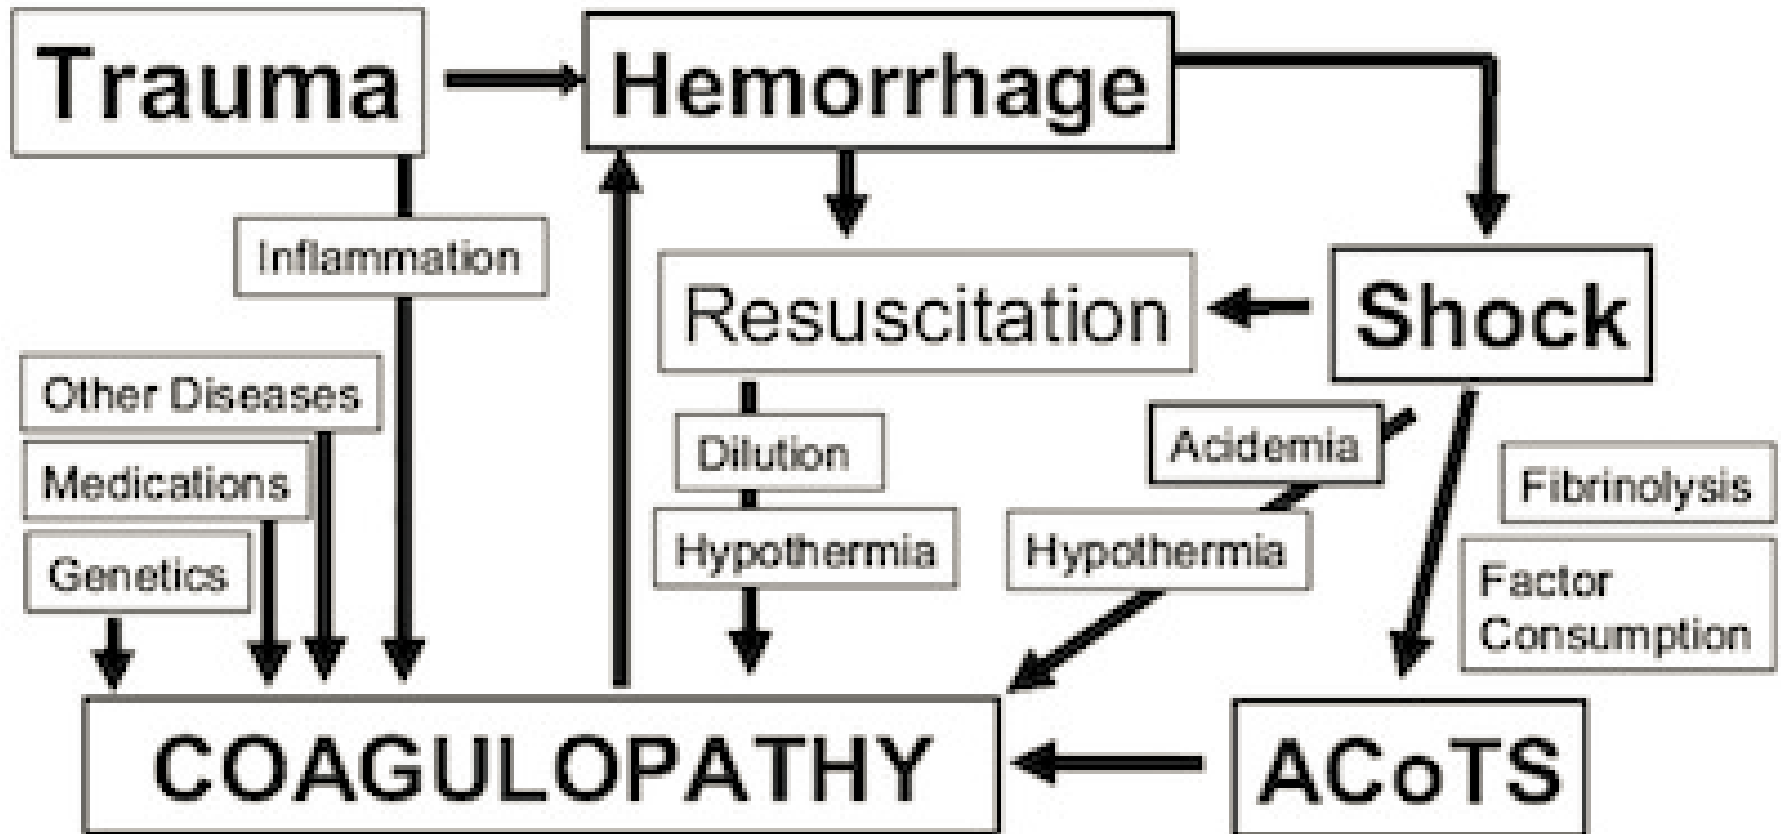 Trauma
Hemorrhage
Inflammation
Resuscitation
Shock
Other Diseases
Medications
Genetics
Dilution
Hypothermia
Acidemia
Hypothermia
Fibrinolysis
Factor
Consumption
COAGULOPATHY
ACoTS